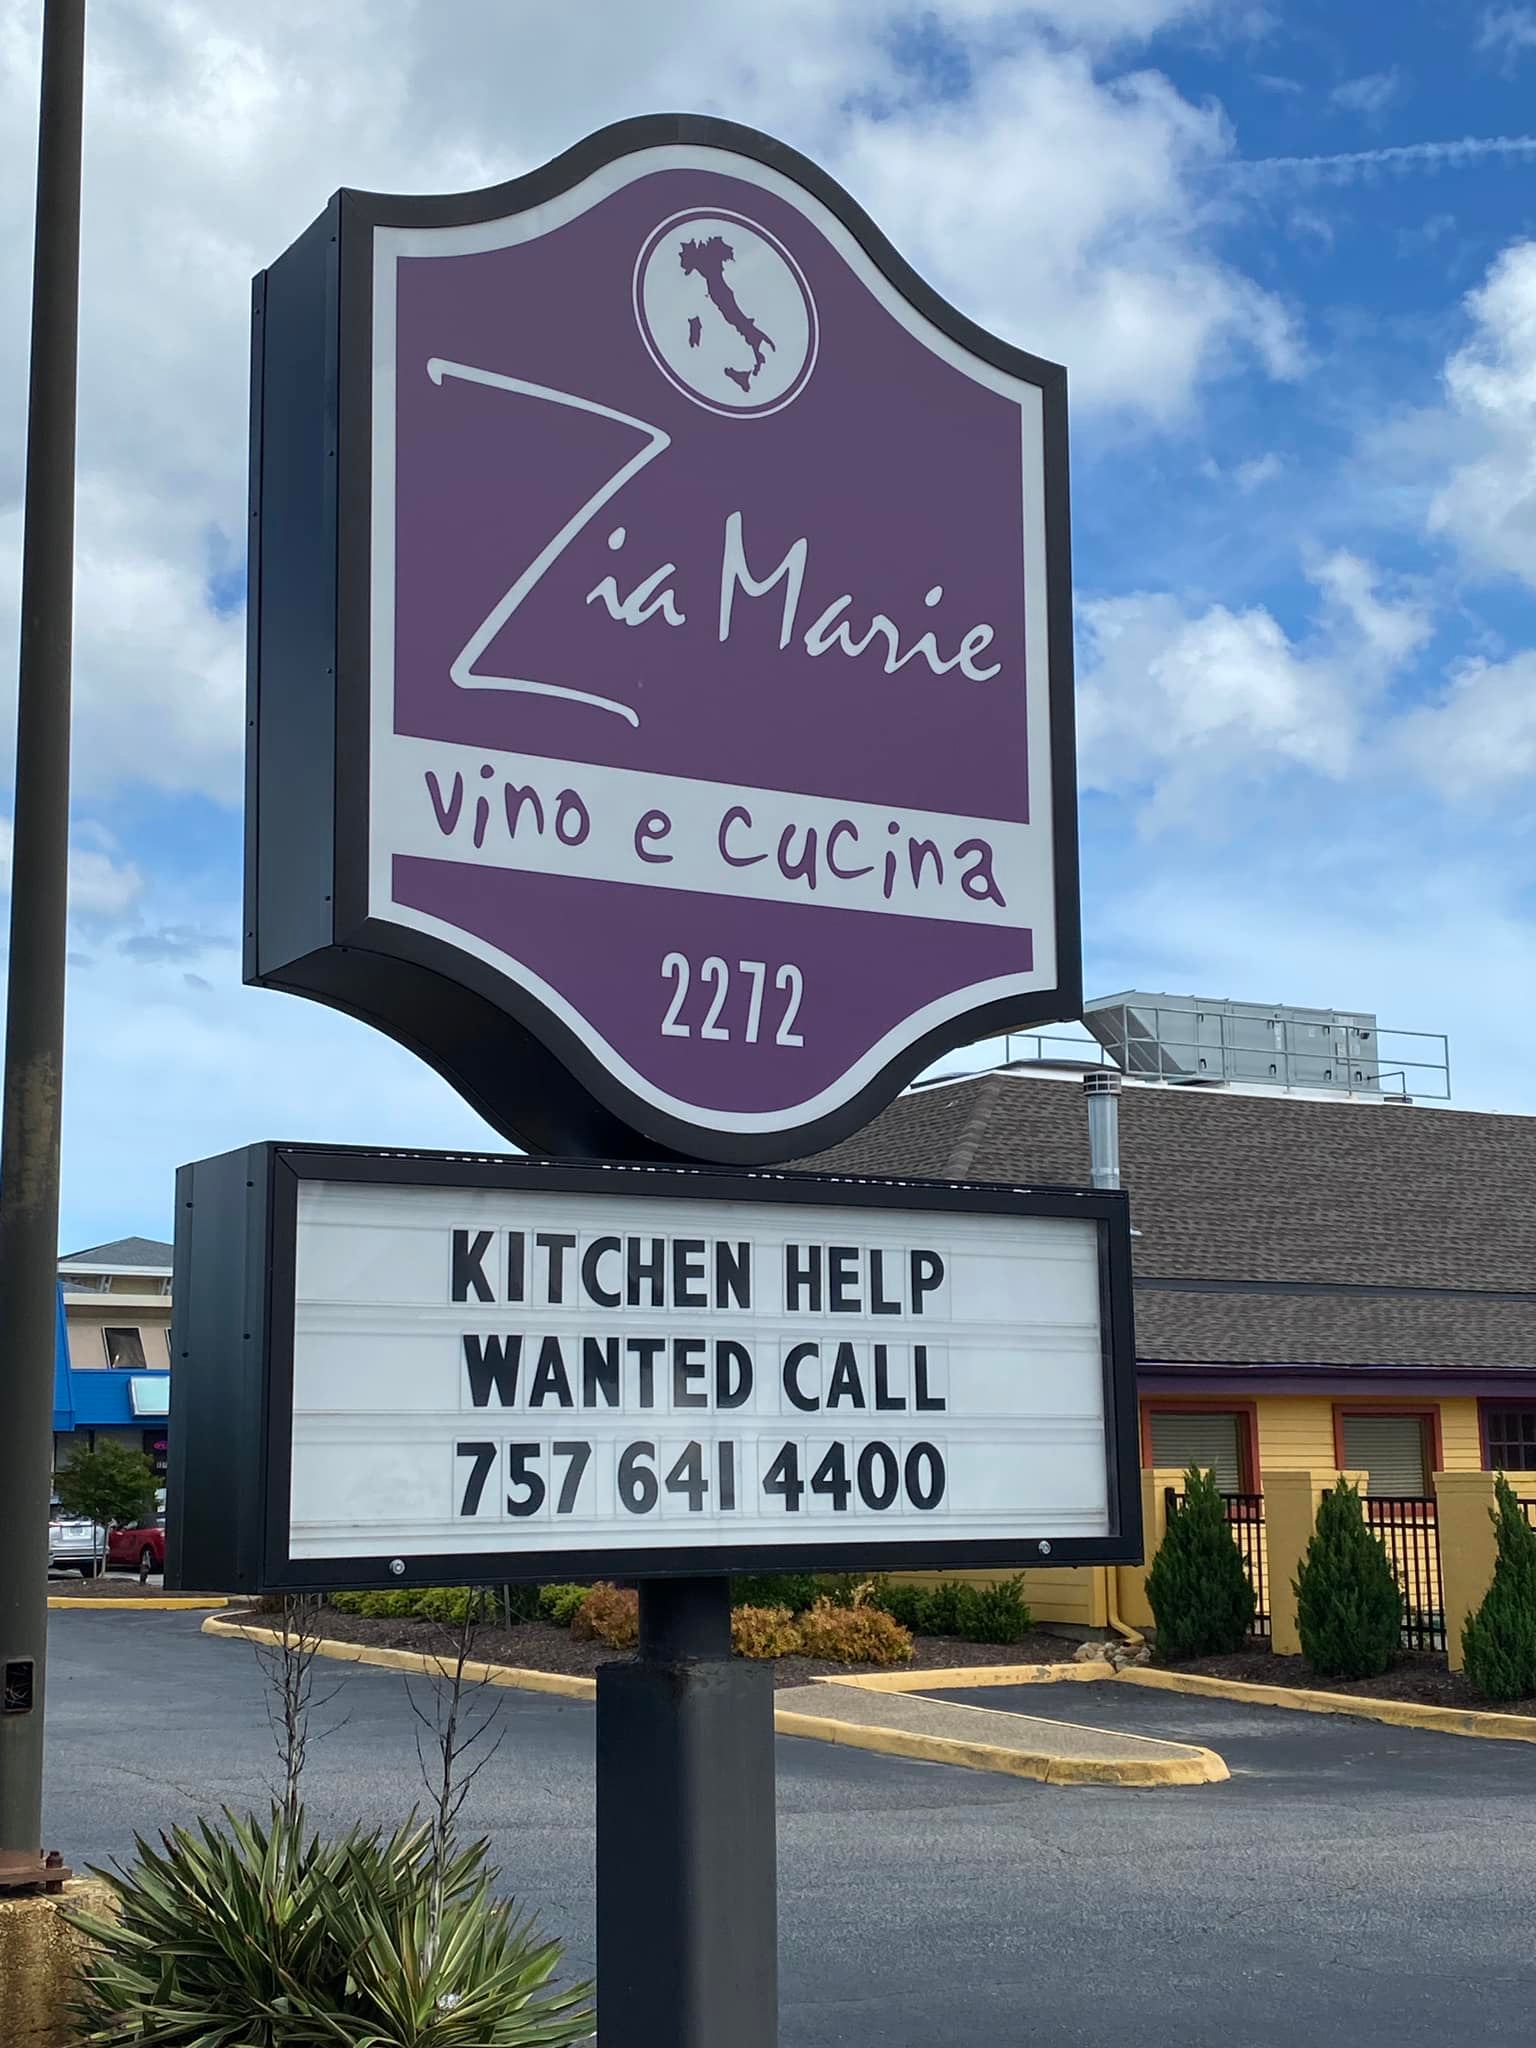 Zia Marie
vino e cucina
2272
KITCHEN HELP
WANTED CALL
757 641 4400